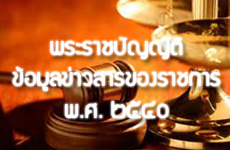 พระราชบัญญัติ
ข้อมูลข่าวสารของราชการ
พ.ศ. ๒๕๔๐